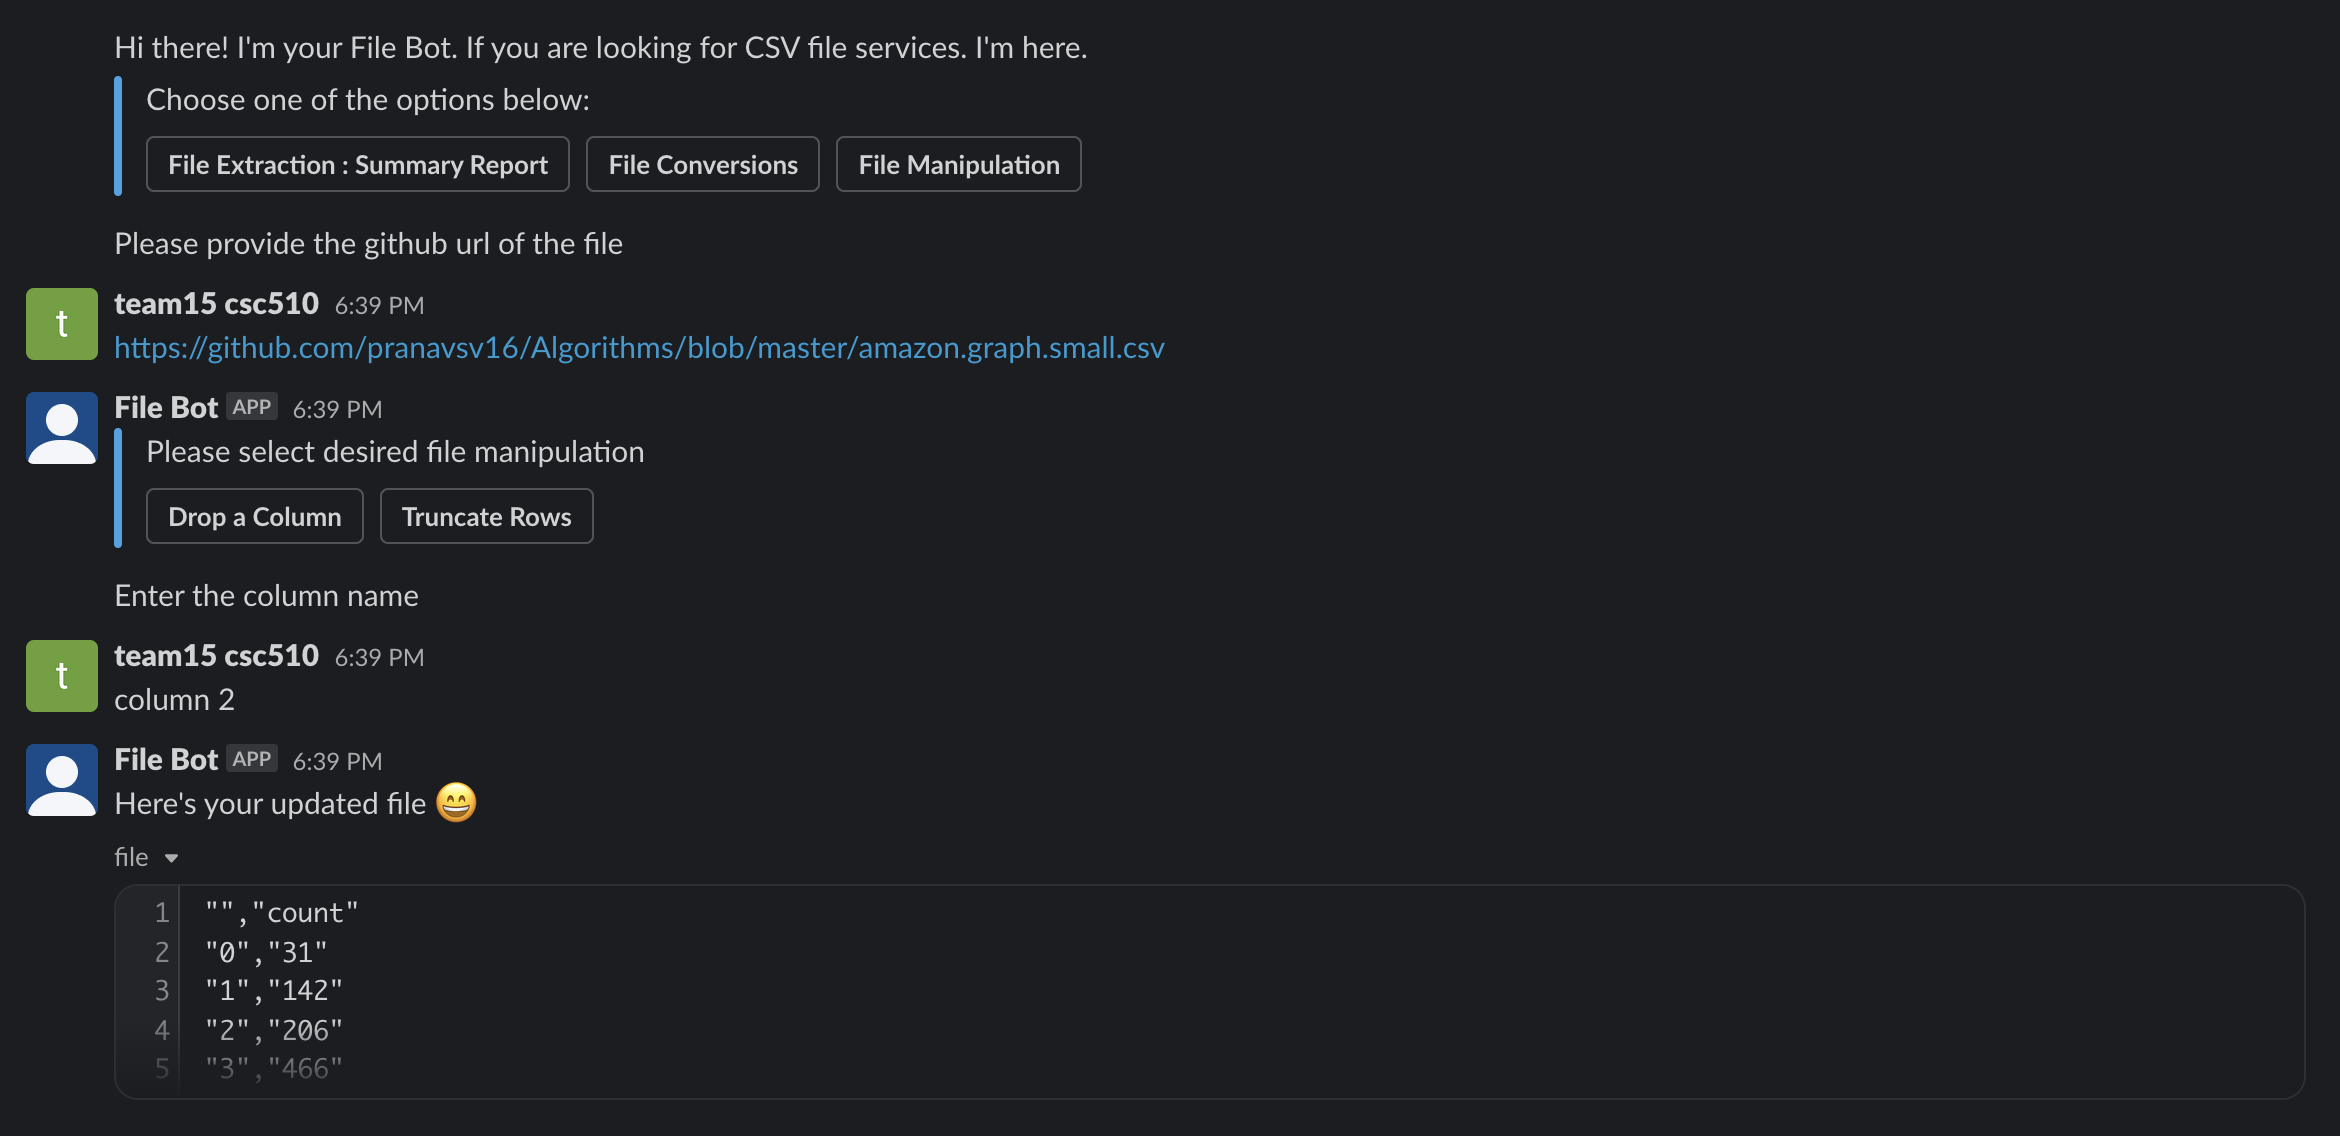 Hi there! I'm your File Bot. If you are looking for CSV file services. I'm here.
Choose one of the options below:
File Extraction : Summary Report File Conversions File Manipulation
Please provide the github url of the file
t
team15 csc510 6:39 PM
https://github.com/pranavsv16/Algorithms/blob/master/amazon.graph.small.csv
File Bot APP 6:39 PM
Please select desired file manipulation
Drop a Column Truncate Rows
Enter the column name
t
team15 csc510 6:39 PM
column 2
File Bot APP 6:39 PM
Here's your updated file 😄
file
1 "","count"
2 "0","31"
3 "1","142"
4 "2","206"
5 "3","466"